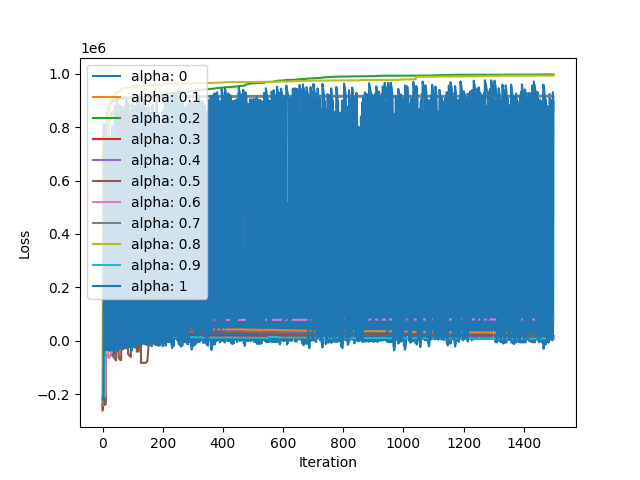 1e6
1.0
0.8
0.6
0.4
0.2
0.0
−0.2
Loss
alpha: 0
alpha: 0.1
alpha: 0.2
alpha: 0.3
alpha: 0.4
alpha: 0.5
alpha: 0.6
alpha: 0.7
alpha: 0.8
alpha: 0.9
alpha: 1
0 200 400 600 800 1000 1200 1400
Iteration